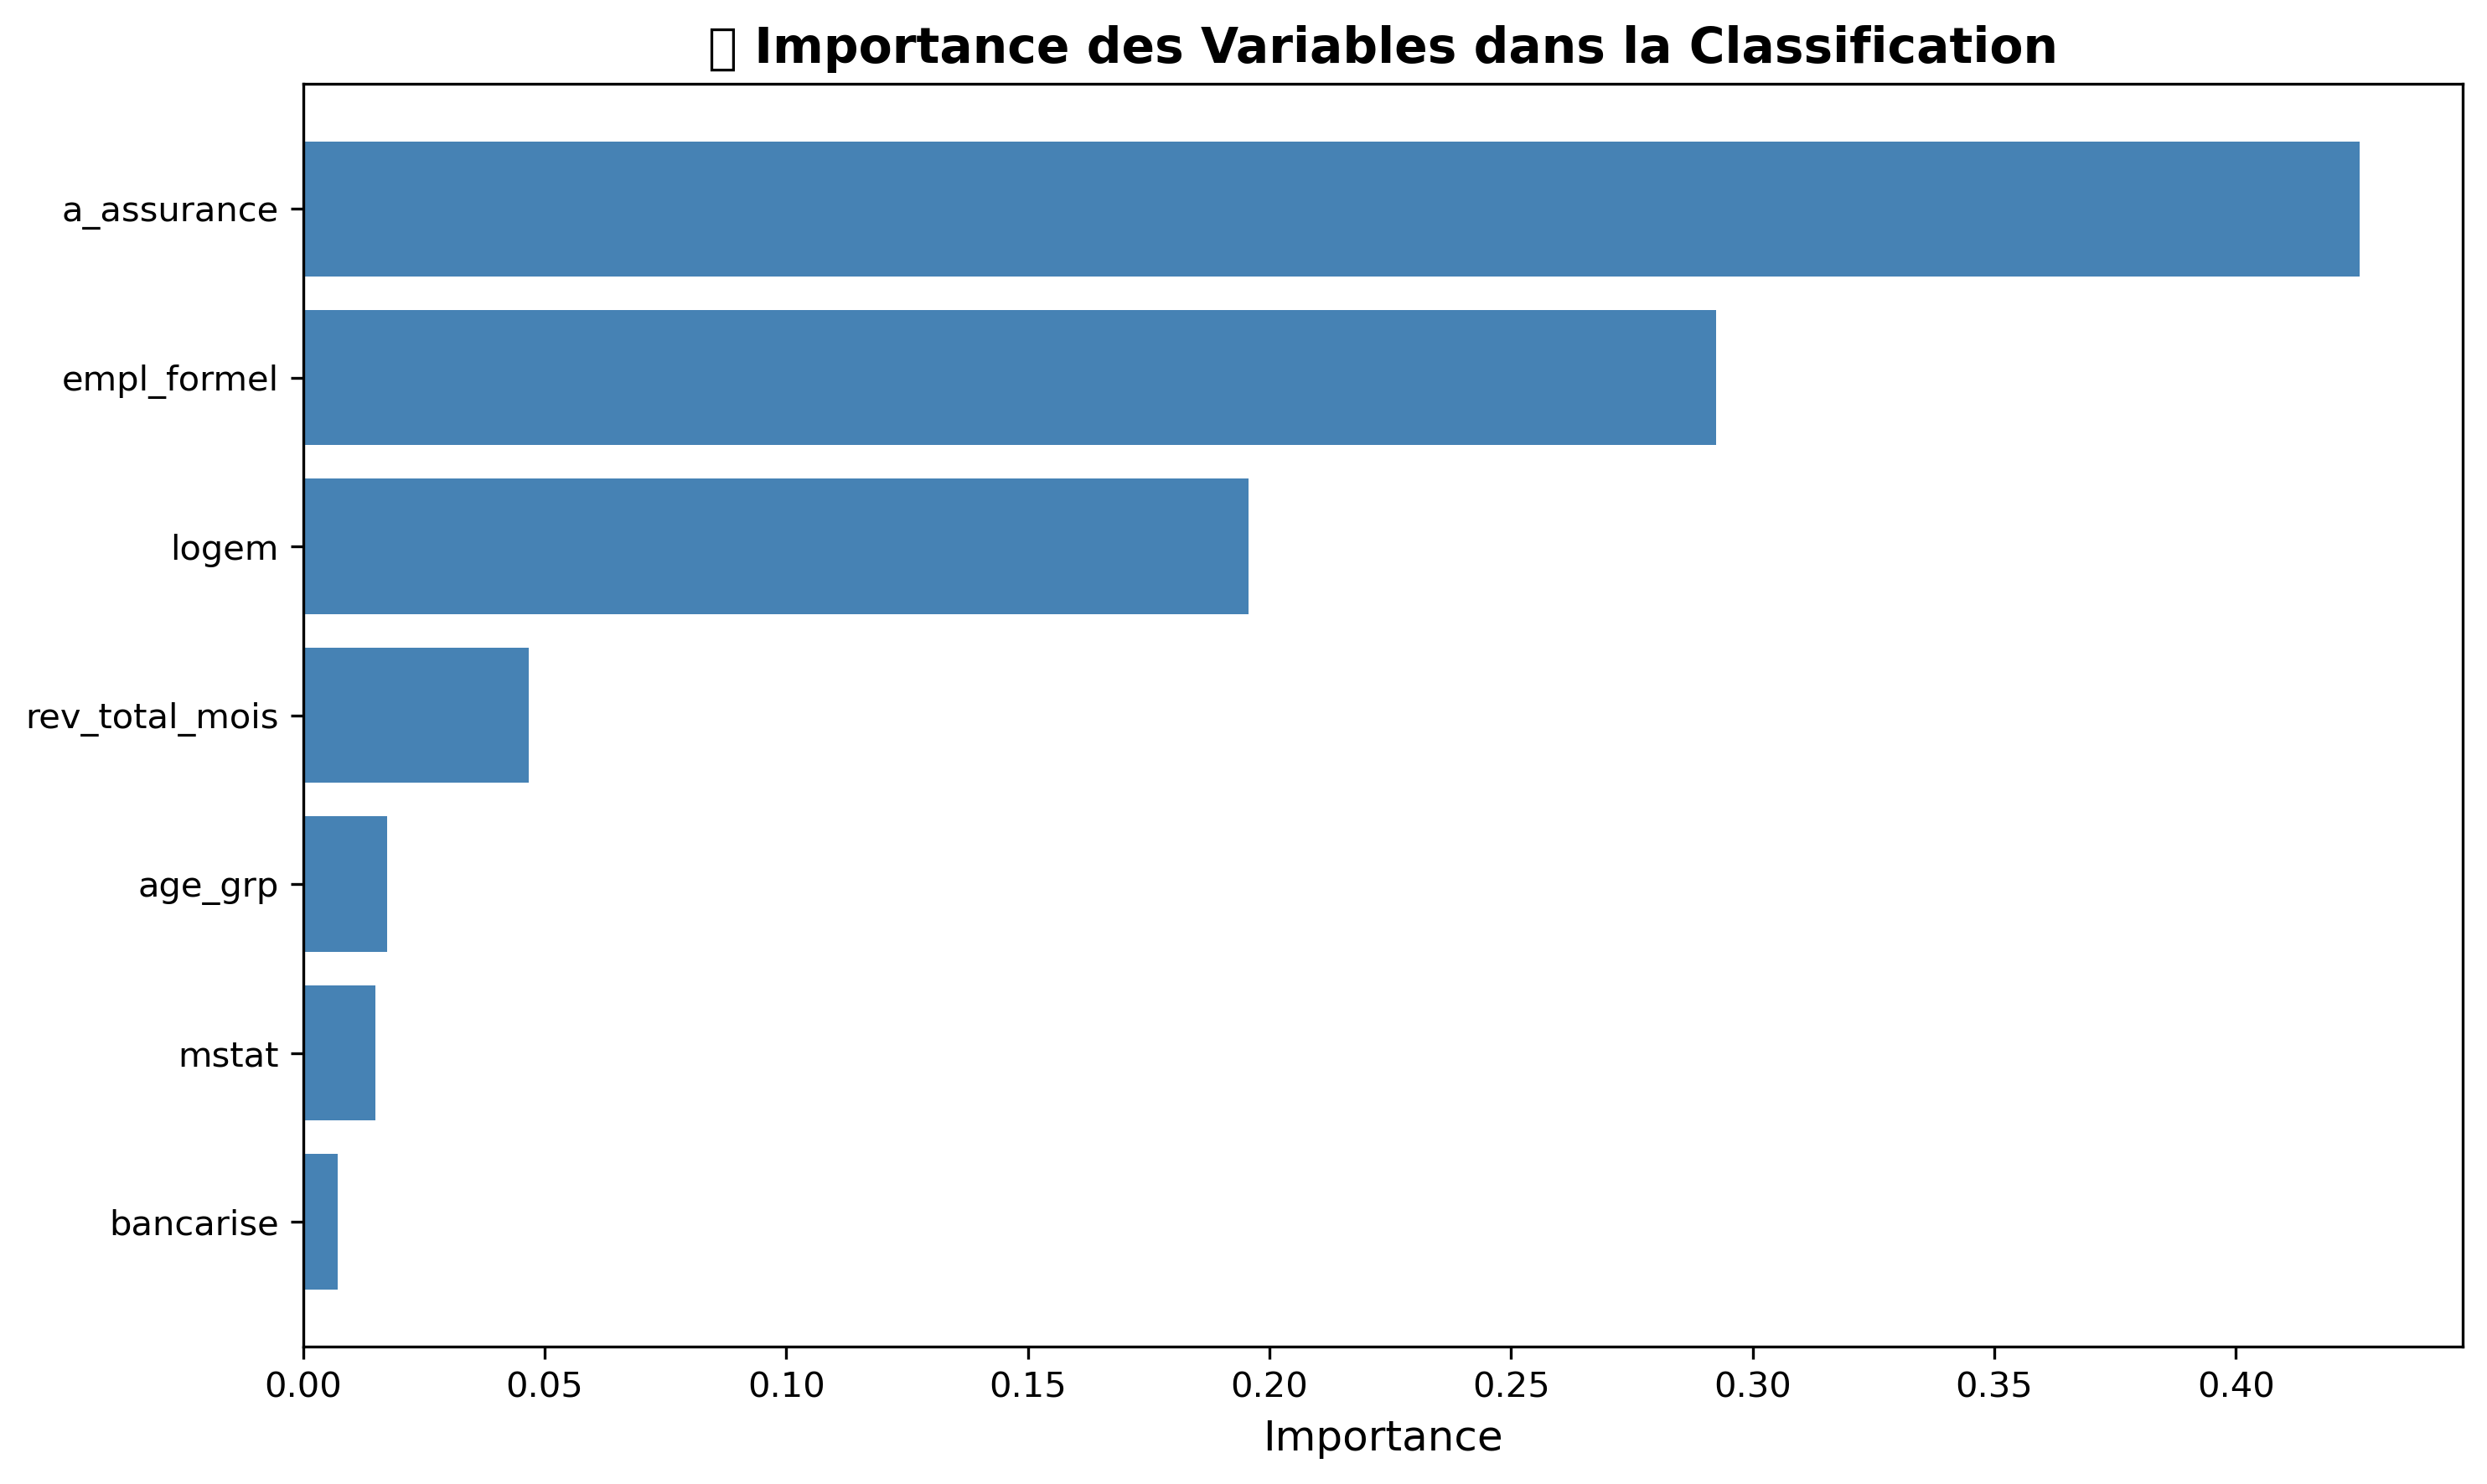 Importance des Variables dans la Classification
a_assurance
empl_formel
logem
rev_total_mois
age_grp
mstat
bancarise
0.00 0.05 0.10 0.15 0.20 0.25 0.30 0.35 0.40
Importance